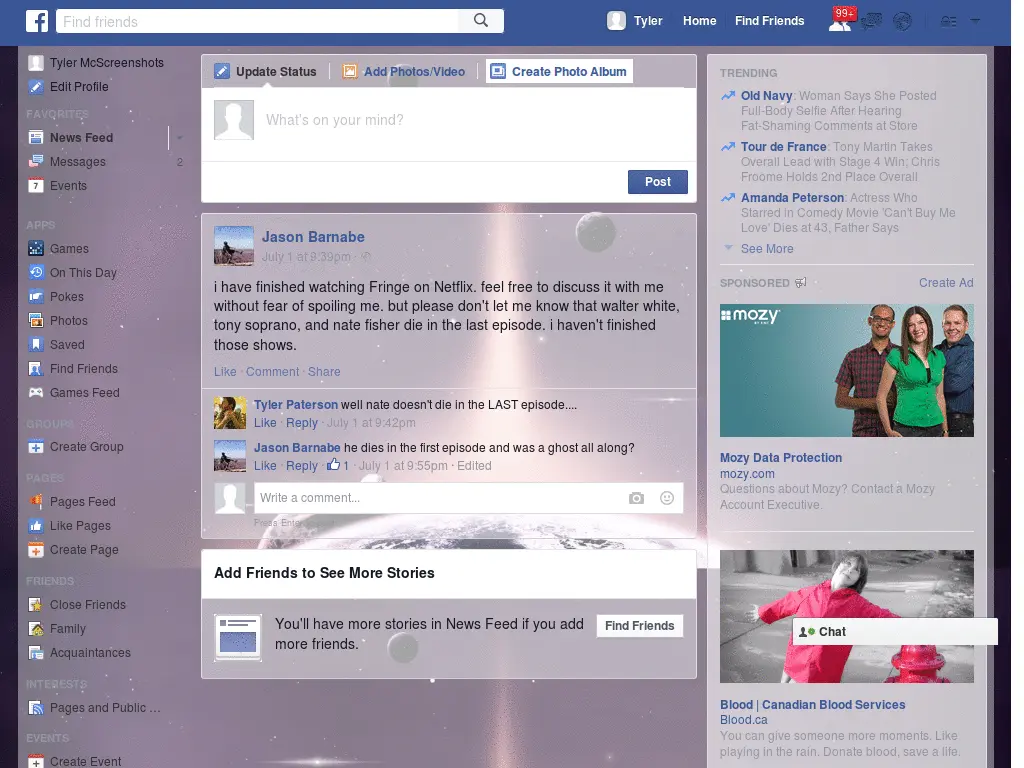 Find friends
Tyler
Home
Find Friends
99+
Tyler McScreenshots
Edit Profile
FAVORITES
News Feed
Messages 2
Events
APPS
Games
On This Day
Pokes
Photos
Saved
Find Friends
Games Feed
GROUPS
Create Group
PAGES
Pages Feed
Like Pages
Create Page
FRIENDS
Close Friends
Family
Acquaintances
INTERESTS
Pages and Public ...
EVENTS
Create Event
Update Status
Add Photos/Video
Create Photo Album
What's on your mind?
Post
Jason Barnabe
July 1 at 9:39pm ·
i have finished watching Fringe on Netflix. feel free to discuss it with me
without fear of spoiling me. but please don't let me know that walter white,
tony soprano, and nate fisher die in the last episode. i haven't finished
those shows.
Like · Comment · Share
Tyler Paterson well nate doesn't die in the LAST episode....
Like · Reply · July 1 at 9:42pm
Jason Barnabe he dies in the first episode and was a ghost all along?
Like · Reply · 1 · July 1 at 9:55pm · Edited
Write a comment...
Press Enter
Add Friends to See More Stories
You'll have more stories in News Feed if you add
more friends.
Find Friends
TRENDING
Old Navy: Woman Says She Posted
Full-Body Selfie After Hearing
Fat-Shaming Comments at Store
Tour de France: Tony Martin Takes
Overall Lead with Stage 4 Win; Chris
Froome Holds 2nd Place Overall
Amanda Peterson: Actress Who
Starred in Comedy Movie 'Can't Buy Me
Love' Dies at 43, Father Says
See More
SPONSORED
Create Ad
mozy
Mozy Data Protection
mozy.com
Questions about Mozy? Contact a Mozy
Account Executive.
Chat
Blood | Canadian Blood Services
Blood.ca
You can give someone more moments. Like
playing in the rain. Donate blood, save a life.